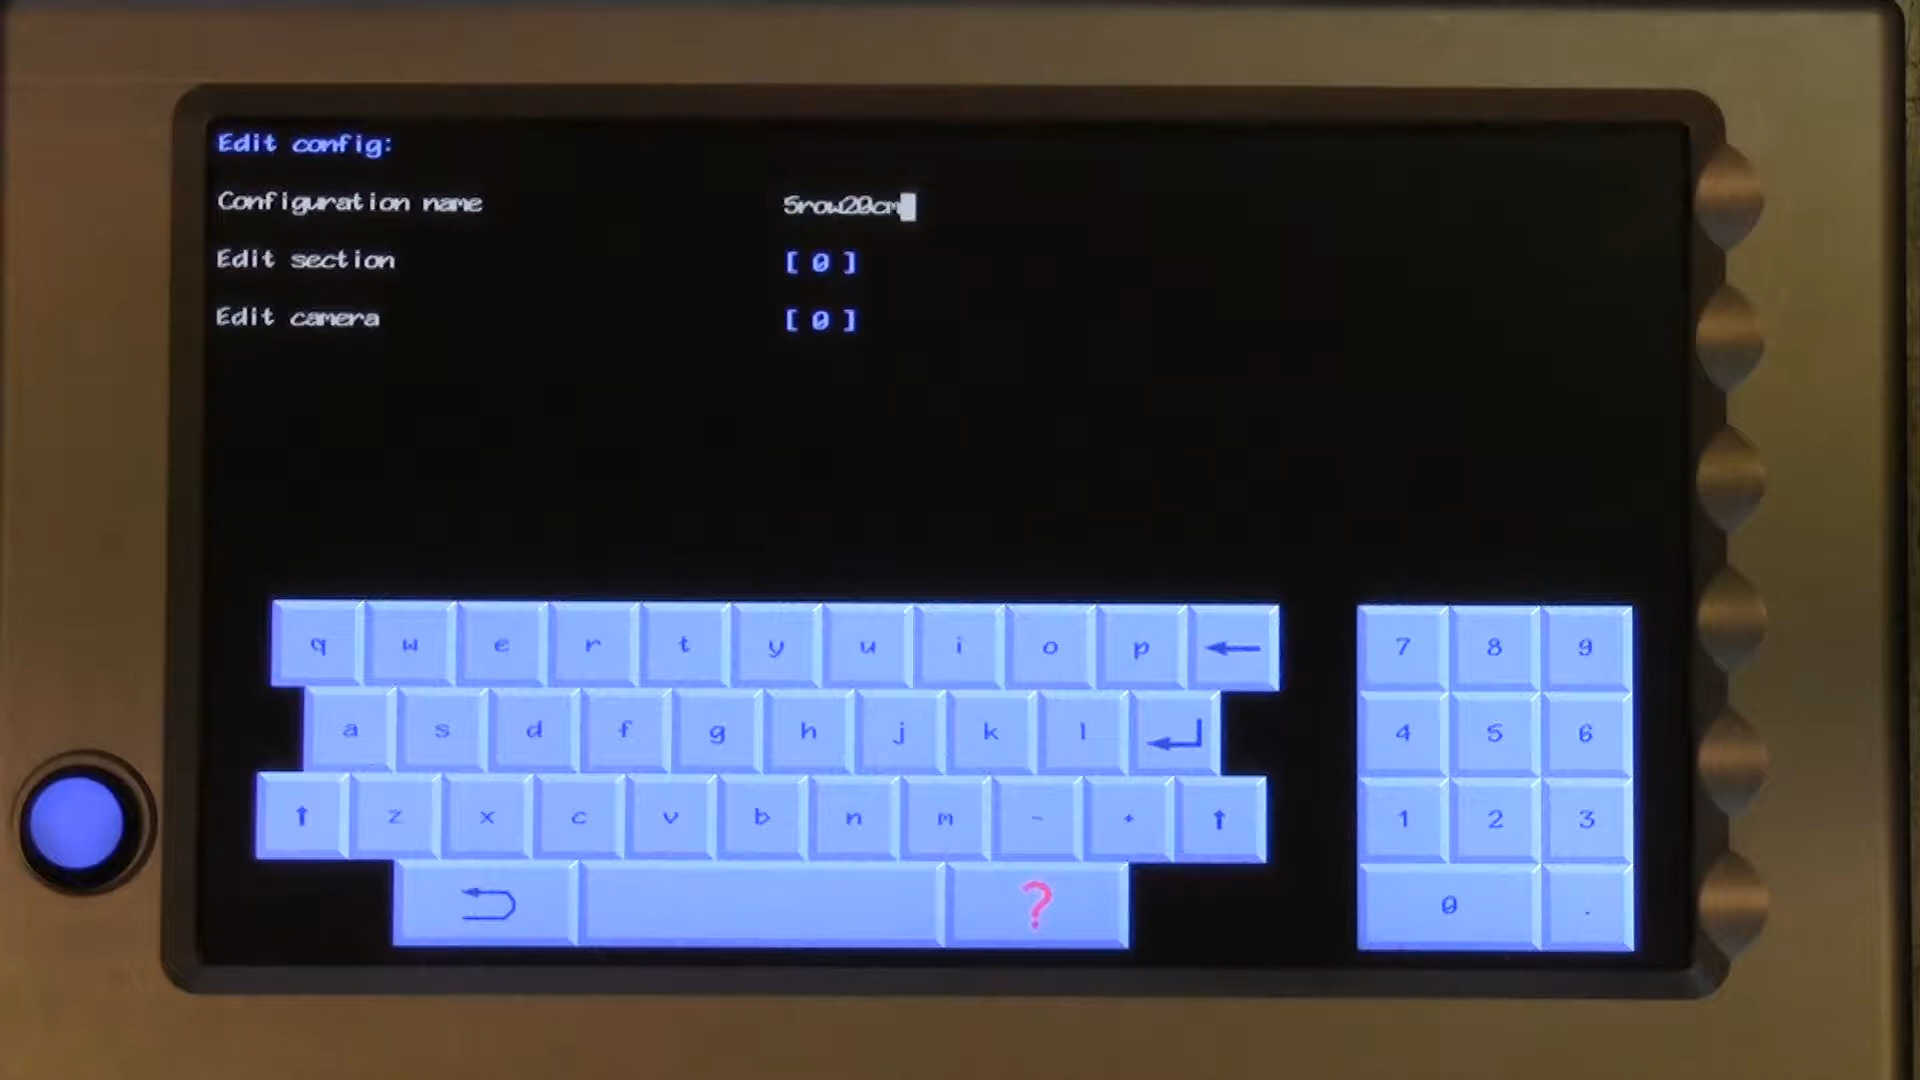 Edit config:
Configuration name 5row20cm
Edit section [ 0 ]
Edit camera [ 0 ]
q w e r t y u i o p ← 7 8 9
a s d f g h j k l ↵ 4 5 6
↑ z x c v b n m - + ↑ 1 2 3
? 0 .